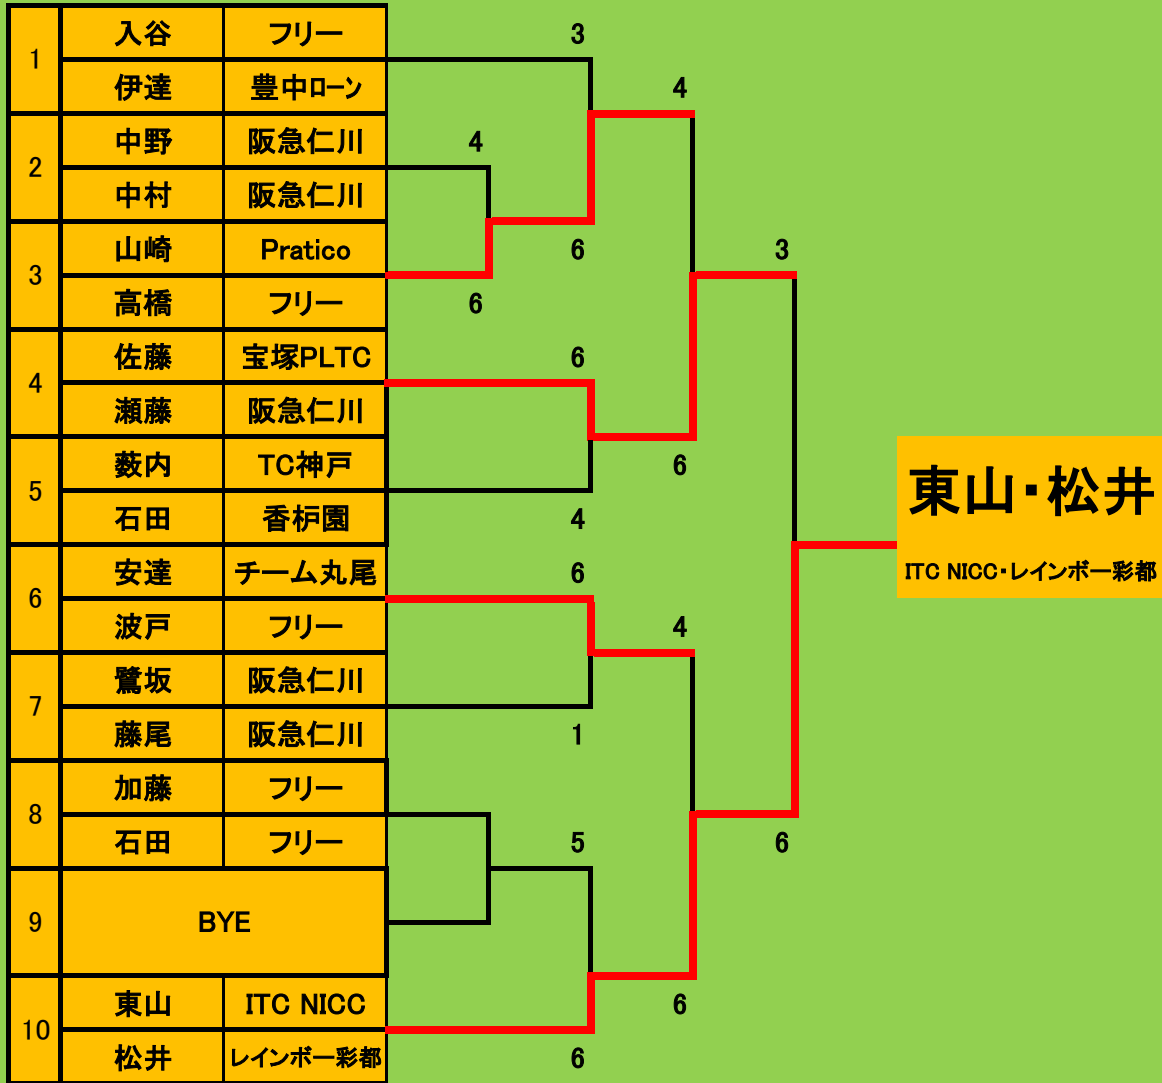 1
入谷 フリー
伊達 豊中ローン
2
中野 阪急仁川
中村 阪急仁川
3
山崎 Pratico
高橋 フリー
4
佐藤 宝塚PLTC
瀬藤 阪急仁川
5
薮内 TC神戸
石田 香枦園
6
安達 チーム丸尾
波戸 フリー
7
鷺坂 阪急仁川
藤尾 阪急仁川
8
加藤 フリー
石田 フリー
9
BYE
10
東山 ITC NICC
松井 レインボー彩都
4
6
3
6
6
4
6
1
5
6
4
6
4
6
3
6
東山・松井
ITC NICC・レインボー彩都